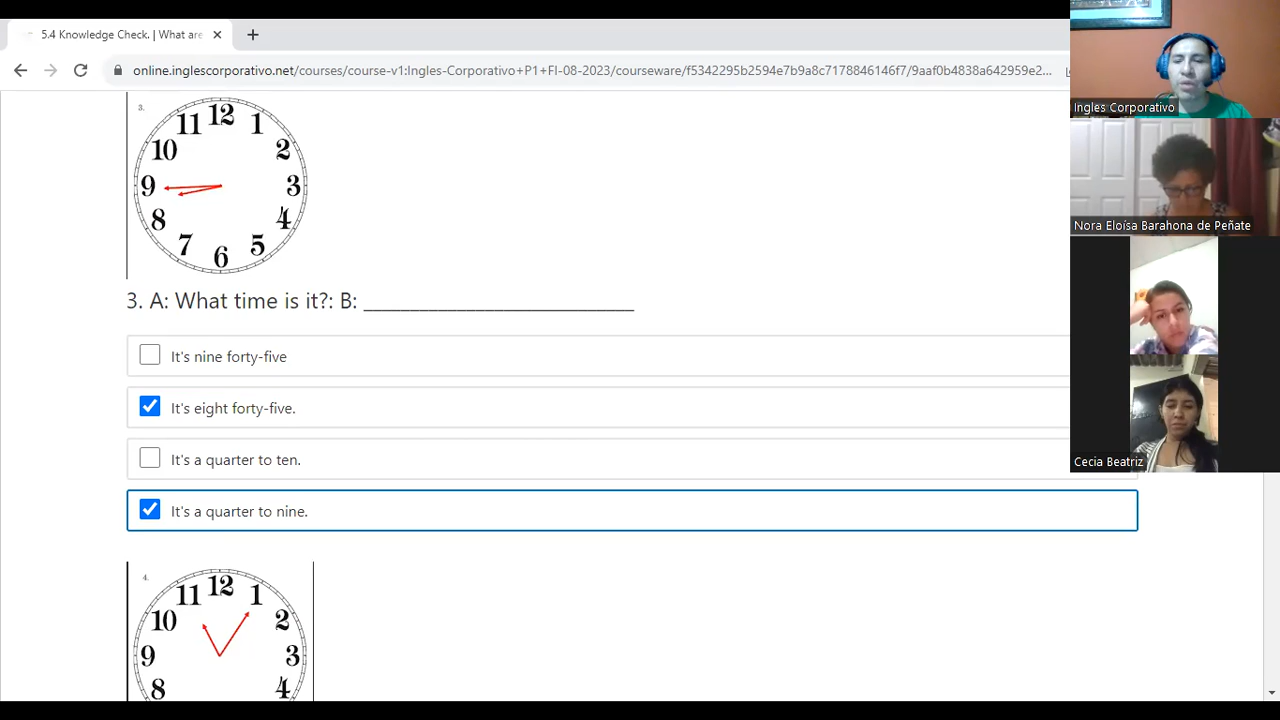 5.4 Knowledge Check. | What are
online.inglescorporativo.net/courses/course-v1:Ingles-Corporativo+P1+FI-08-2023/courseware/
3.
12
11 1
10 2
9 3
8 4
7 5
6
3. A: What time is it?: B: ___________________________
It's nine forty-five
It's eight forty-five.
It's a quarter to ten.
It's a quarter to nine.
4.
12
11 1
10 2
9 3
8 4
Ingles Corporativo
Nora Eloísa Barahona de Peñate
Cecia Beatriz